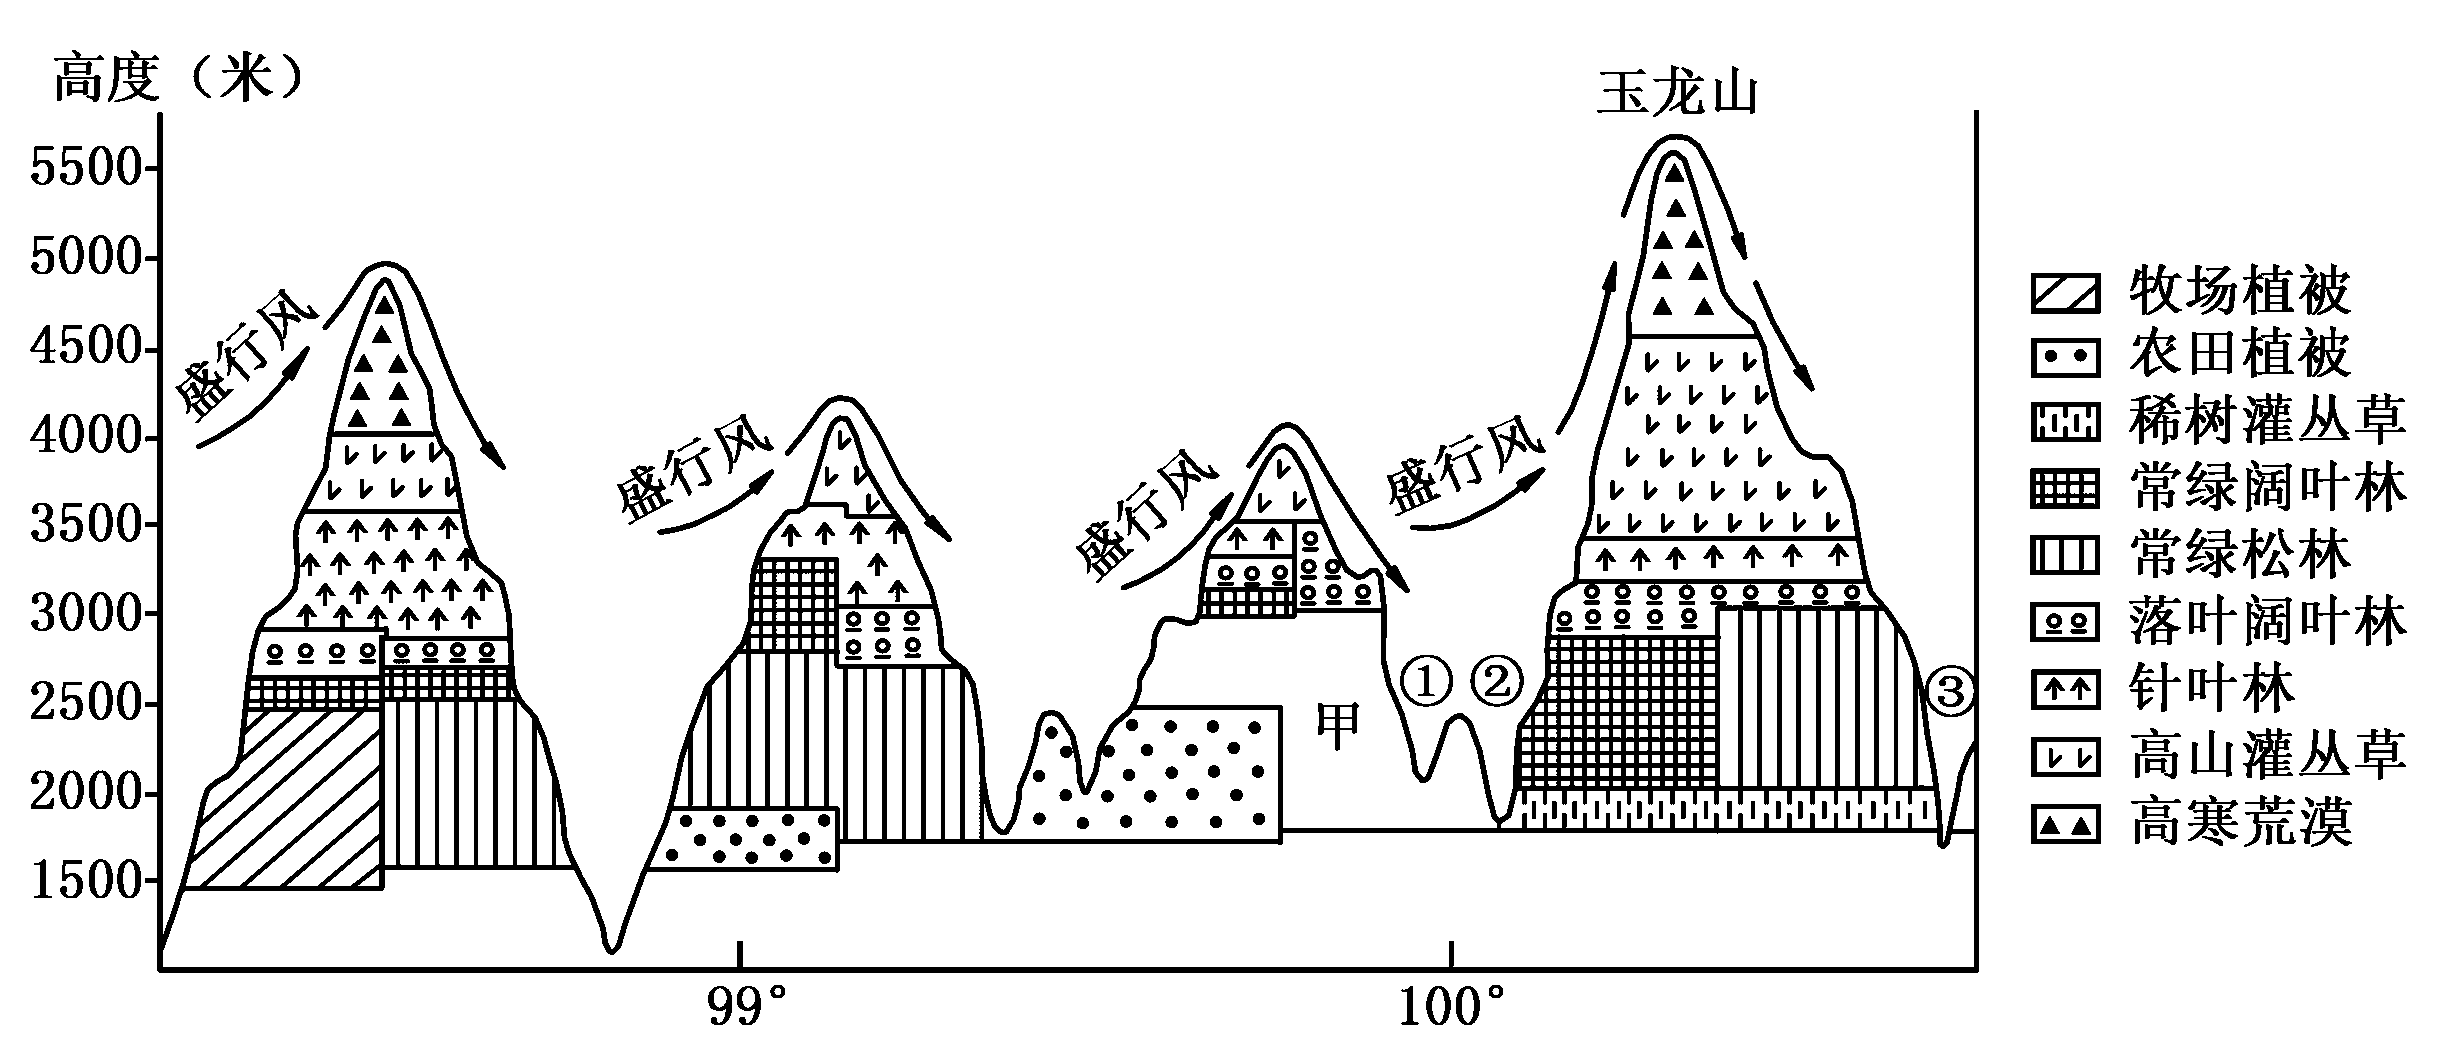 高度（米）
玉龙山
5500
5000
4500
4000
3500
3000
2500
2000
1500
盛行风
盛行风
盛行风
盛行风
①
②
③
甲
99°
100°
牧场植被
农田植被
稀树灌丛草
常绿阔叶林
常绿松林
落叶阔叶林
针叶林
高山灌丛草
高寒荒漠